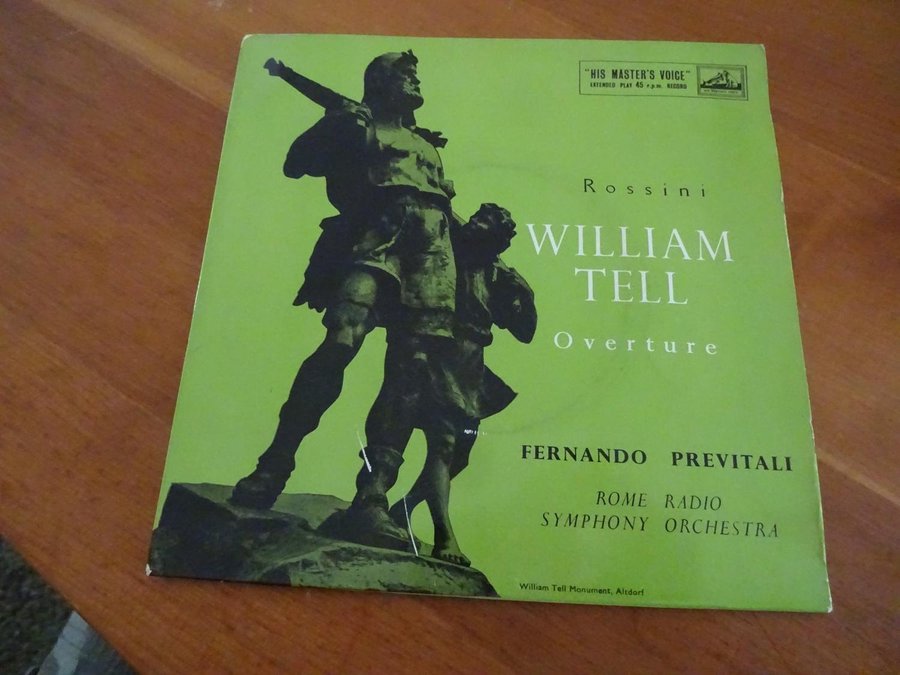 "HIS MASTER'S VOICE"
EXTENDED PLAY 45 r.p.m. RECORD
Rossini
WILLIAM
TELL
Overture
FERNANDO PREVITALI
ROME RADIO
SYMPHONY ORCHESTRA
William Tell Monument, Altdorf